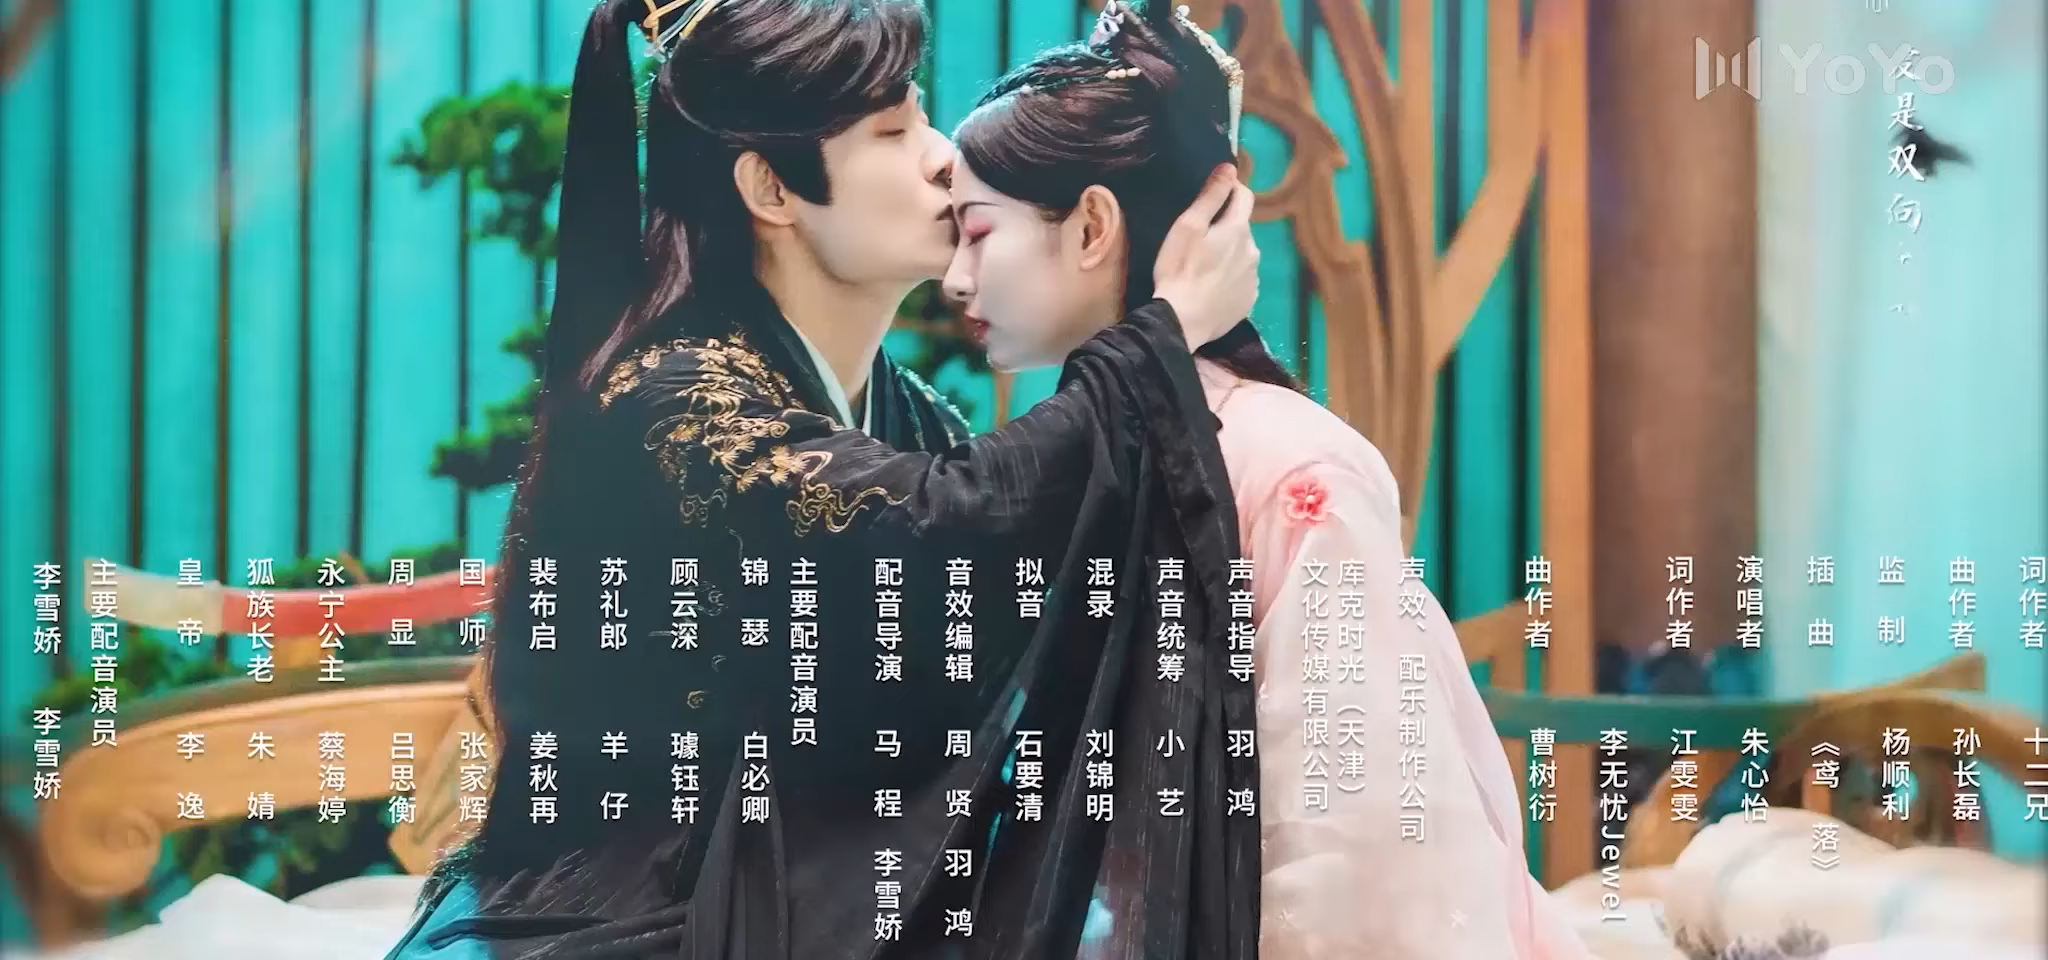 YoYo
是双向
词作者 十二兄
曲作者 孙长磊
监制 杨顺利
插曲 《鸢落》
演唱者 朱心怡
词作者 江雯雯
李无忧Jewel
曲作者 曹树衍
声效、配乐制作公司
库克时光（天津）
文化传媒有限公司
声音指导 羽鸿
声音统筹 小艺
混录 刘锦明
拟音 石要清
音效编辑 周贤 羽鸿
配音导演 马程 李雪娇
主要配音演员
锦瑟 白必卿
顾云深 璩钰轩
苏礼郎 羊仔
裴布启 姜秋再
国师 张家辉
周显 吕思衡
永宁公主 蔡海婷
狐族长老 朱婧
皇帝 李逸
主要配音演员
李雪娇 李雪娇